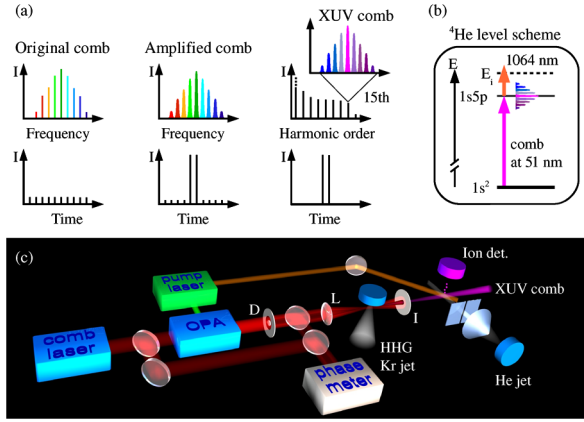 (a)
Original comb
I
Frequency
I
Time
Amplified comb
I
Frequency
I
Time
XUV comb
I
I
15th
Harmonic order
I
Time
(b)
⁴He level scheme
E
1064 nm
Eᵢ
1s5p
comb
at 51 nm
1s²
(c)
Ion det.
pump
laser
XUV comb
D
L
OPA
I
comb
laser
HHG
Kr jet
phase
meter
He jet